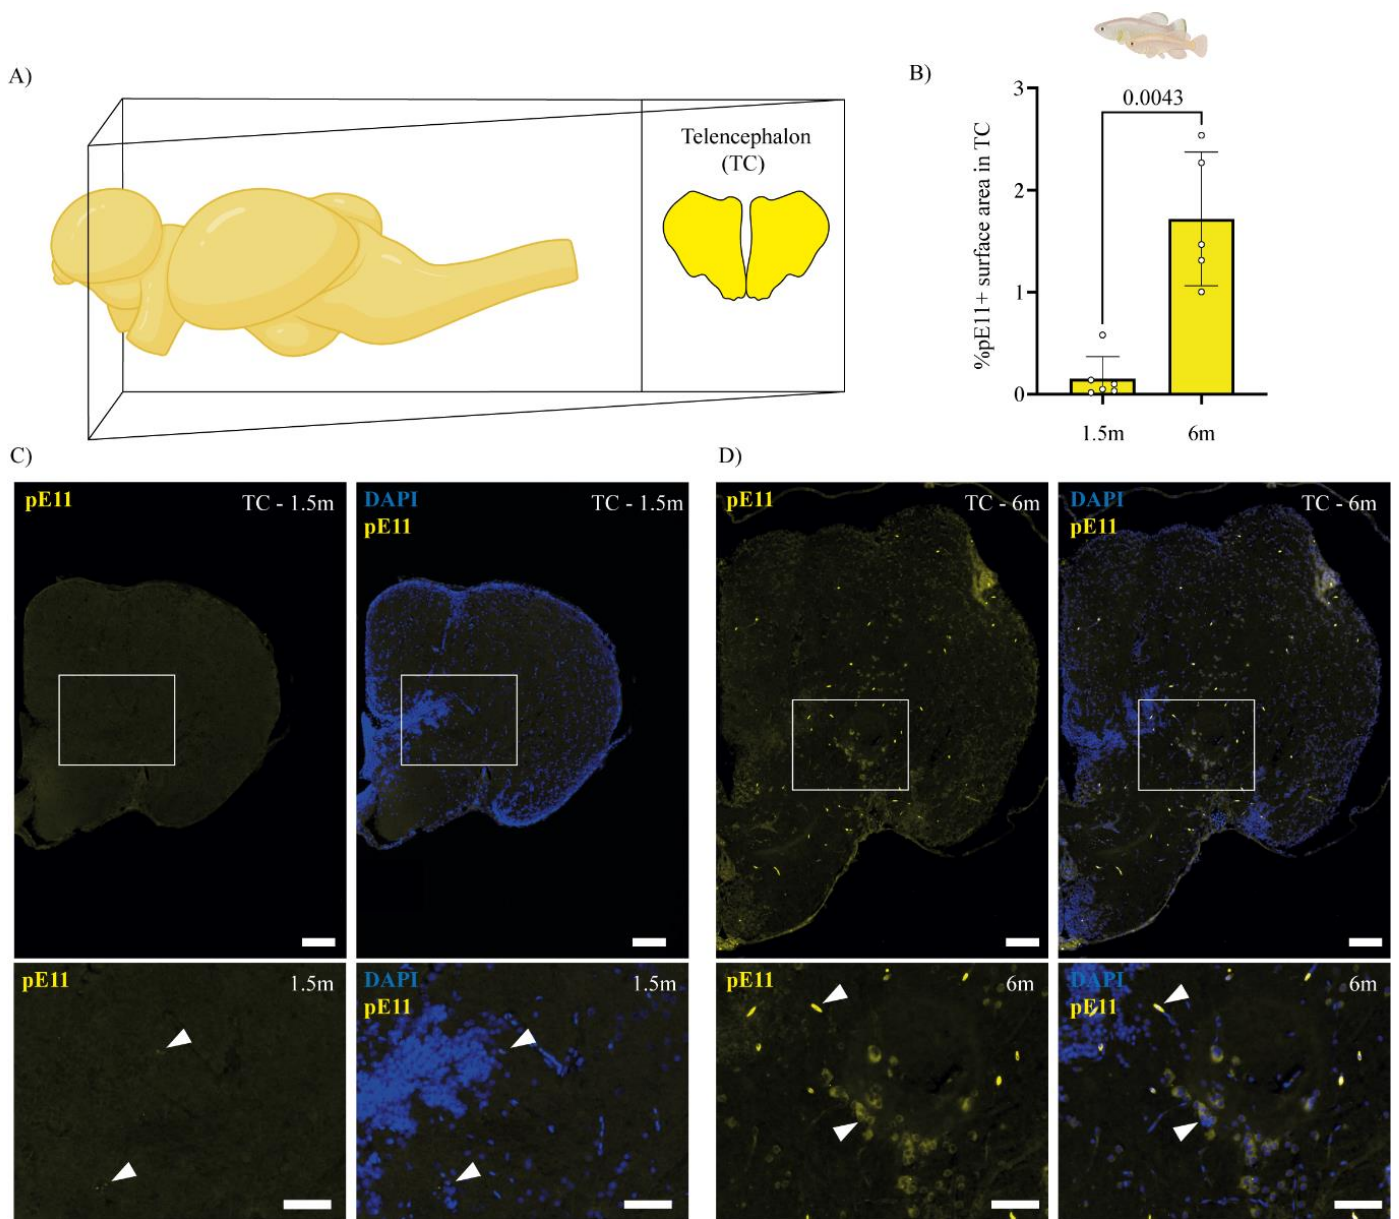 A)
Telencephalon
(TC)
B)
0.0043
%pE11+ surface area in TC
3
2
1
0
1.5m
6m
C)
pE11
TC - 1.5m
DAPI
pE11
TC - 1.5m
pE11
1.5m
DAPI
pE11
1.5m
D)
pE11
TC - 6m
DAPI
pE11
TC - 6m
pE11
6m
DAPI
pE11
6m